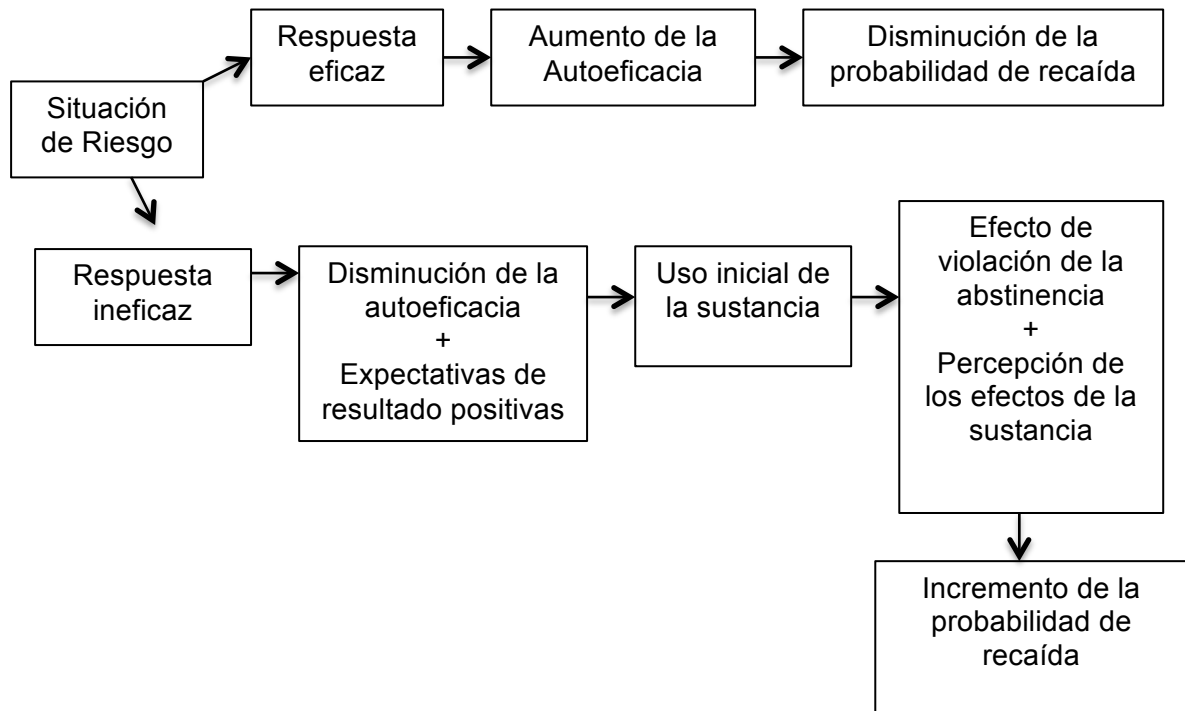 Respuesta
eficaz
Aumento de la
Autoeficacia
Disminución de la
probabilidad de recaída
Situación
de Riesgo
Respuesta
ineficaz
Disminución de la
autoeficacia
+
Expectativas de
resultado positivas
Uso inicial de
la sustancia
Efecto de
violación de la
abstinencia
+
Percepción de
los efectos de la
sustancia
Incremento de la
probabilidad de
recaída